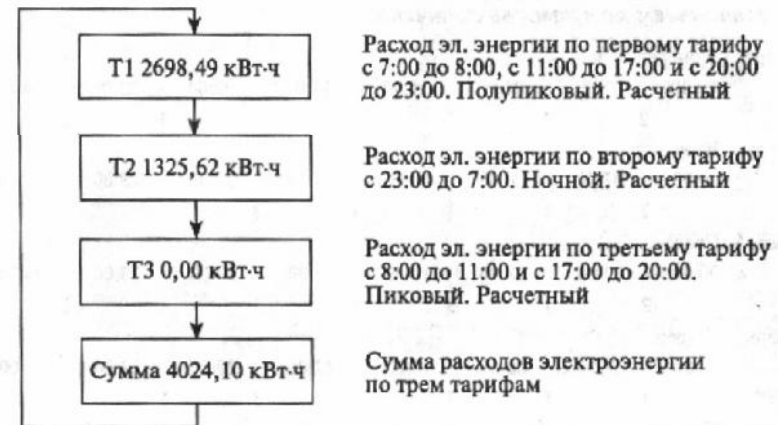 Т1 2698,49 кВт·ч
Расход эл. энергии по первому тарифу
с 7:00 до 8:00, с 11:00 до 17:00 и с 20:00
до 23:00. Полупиковый. Расчетный
Т2 1325,62 кВт·ч
Расход эл. энергии по второму тарифу
с 23:00 до 7:00. Ночной. Расчетный
Т3 0,00 кВт·ч
Расход эл. энергии по третьему тарифу
с 8:00 до 11:00 и с 17:00 до 20:00.
Пиковый. Расчетный
Сумма 4024,10 кВт·ч
Сумма расходов электроэнергии
по трем тарифам